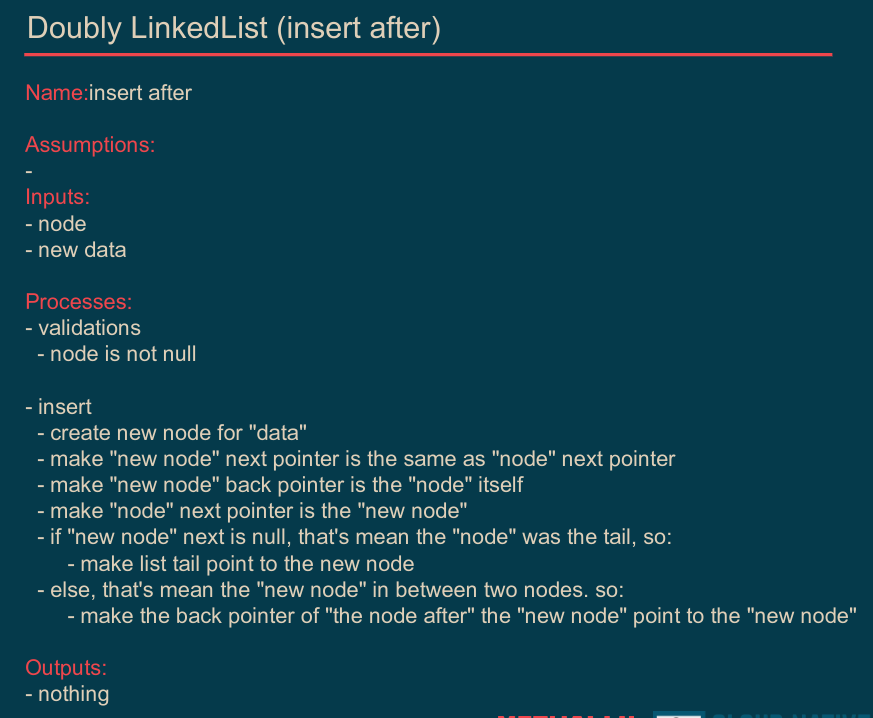 Doubly LinkedList (insert after)
Name:insert after
Assumptions:
-
Inputs:
- node
- new data
Processes:
- validations
- node is not null
- insert
- create new node for "data"
- make "new node" next pointer is the same as "node" next pointer
- make "new node" back pointer is the "node" itself
- make "node" next pointer is the "new node"
- if "new node" next is null, that's mean the "node" was the tail, so:
- make list tail point to the new node
- else, that's mean the "new node" in between two nodes. so:
- make the back pointer of "the node after" the "new node" point to the "new node"
Outputs:
- nothing